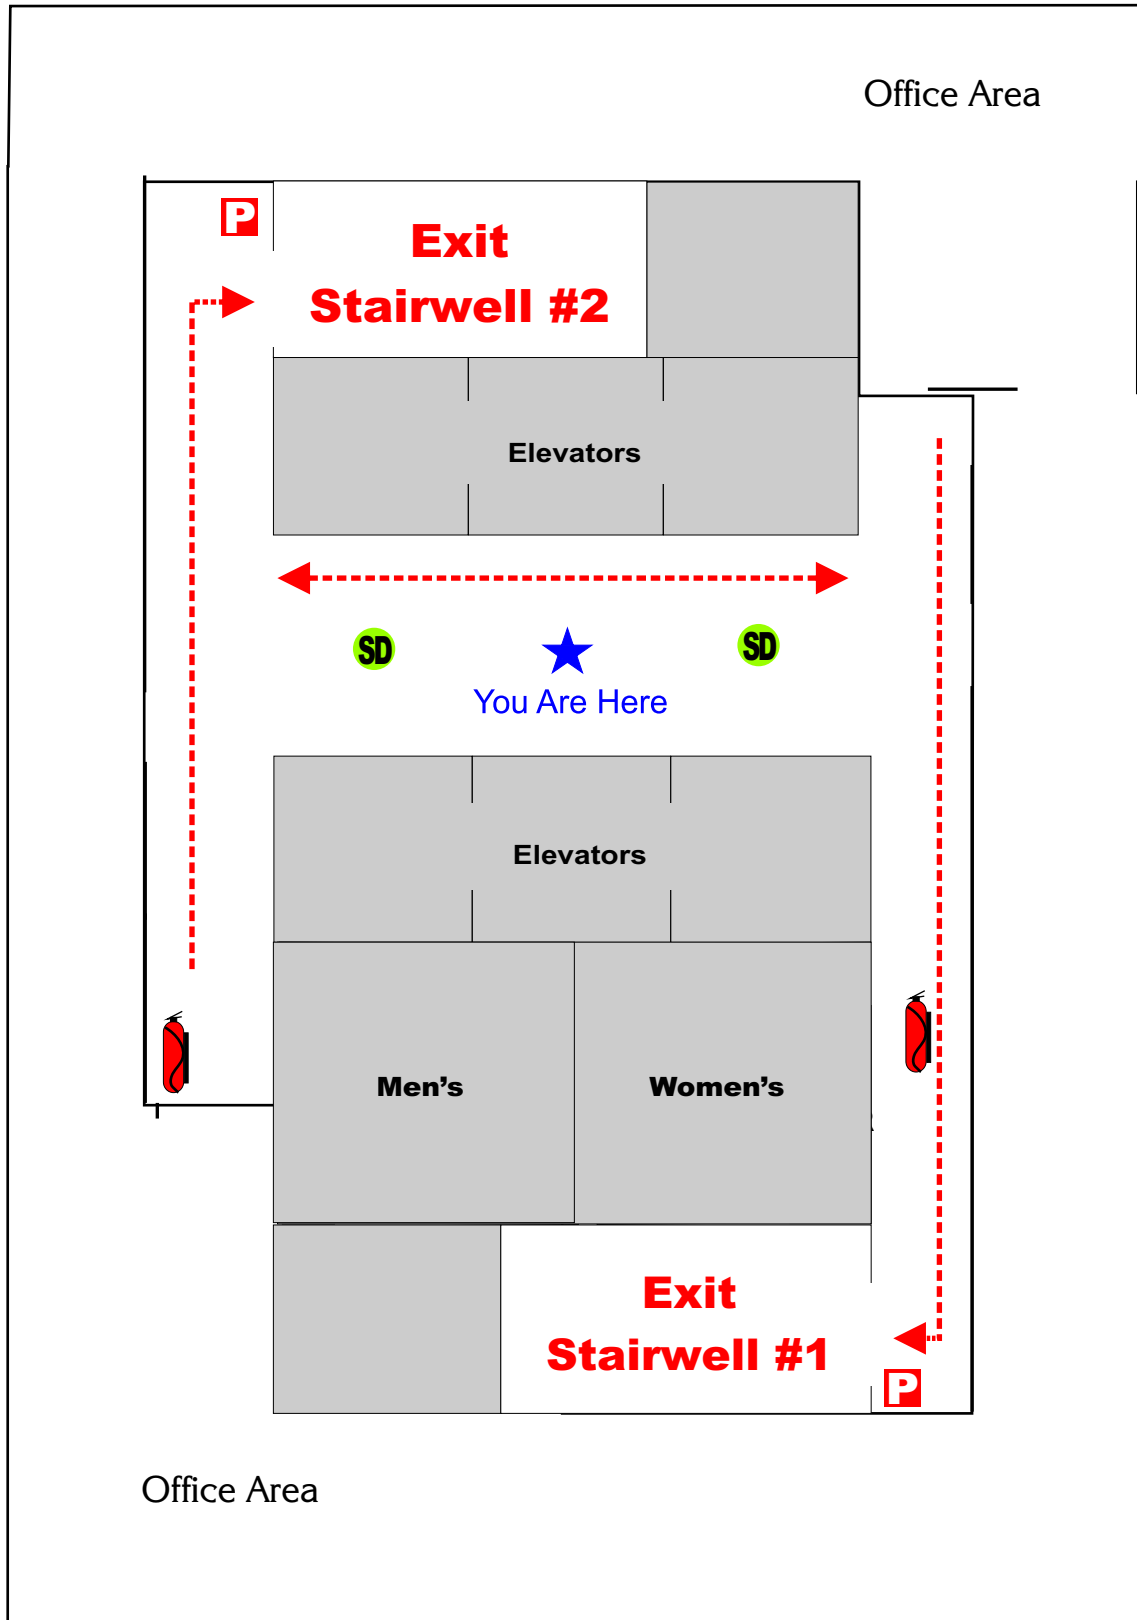 Office Area
P
Exit
Stairwell #2
Elevators
SD
SD
You Are Here
Elevators
Men’s
Women’s
Exit
Stairwell #1
P
Office Area